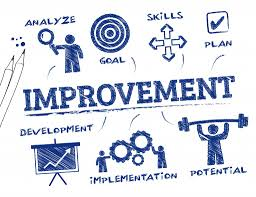 ANALYZE
SKILLS
GOAL
PLAN
IMPROVEMENT
DEVELOPMENT
IMPLEMENTATION
POTENTIAL